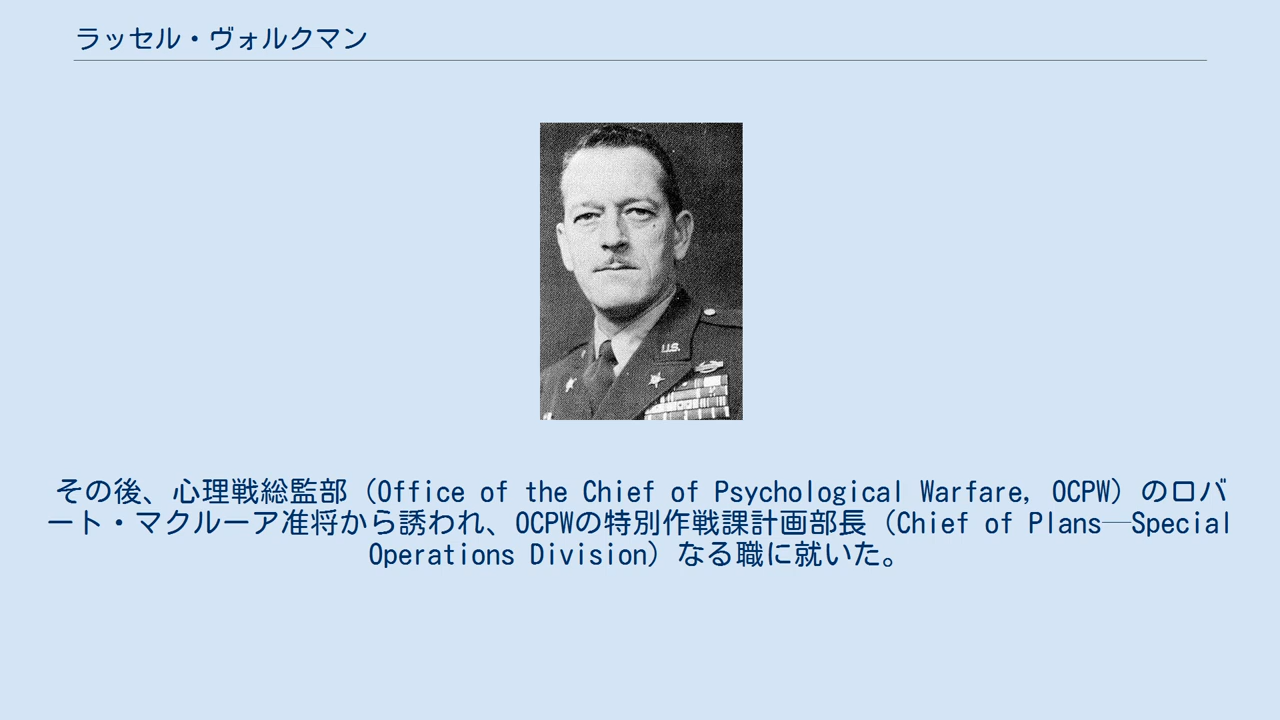 ラッセル・ヴォルクマン
U.S.
その後、心理戦総監部（Office of the Chief of Psychological Warfare, OCPW）のロバ
ート・マクルーア准将から誘われ、OCPWの特別作戦課計画部長（Chief of Plans―Special
Operations Division）なる職に就いた。